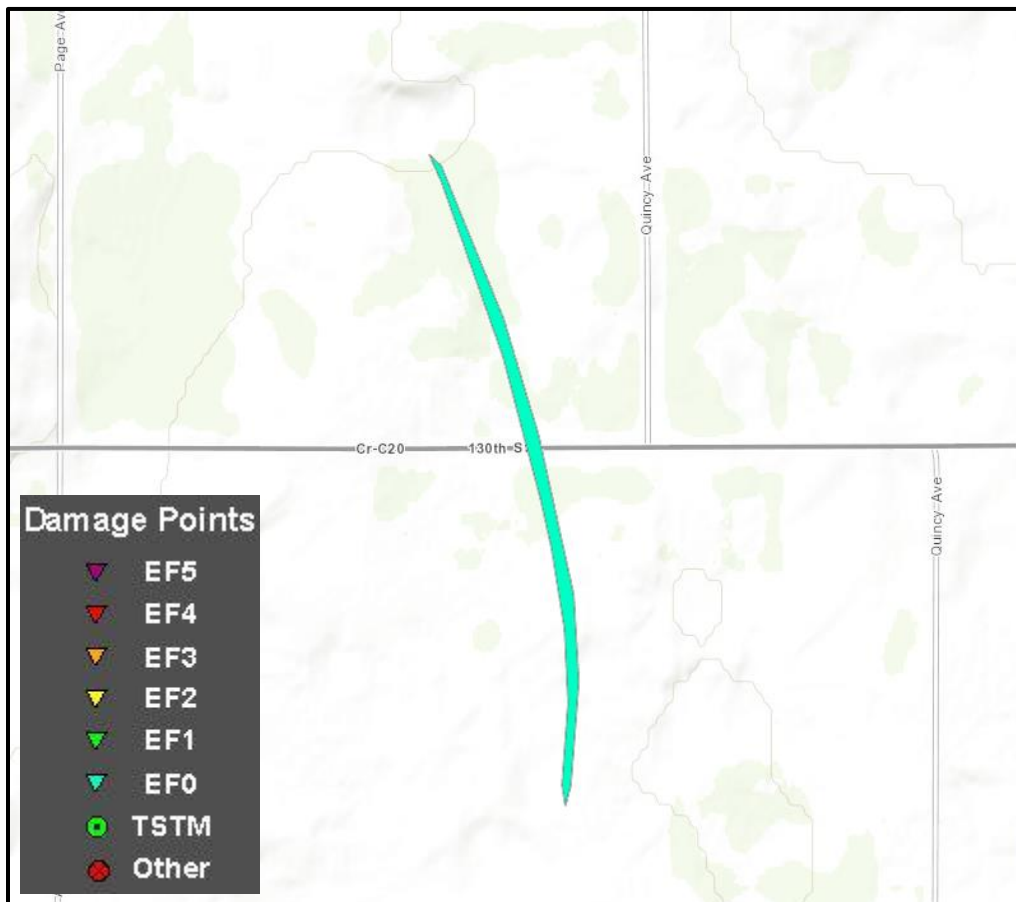 Page Ave
Quincy Ave
Cr-C20
130th S
Quincy Ave
Damage Points
EF5
EF4
EF3
EF2
EF1
EF0
TSTM
Other